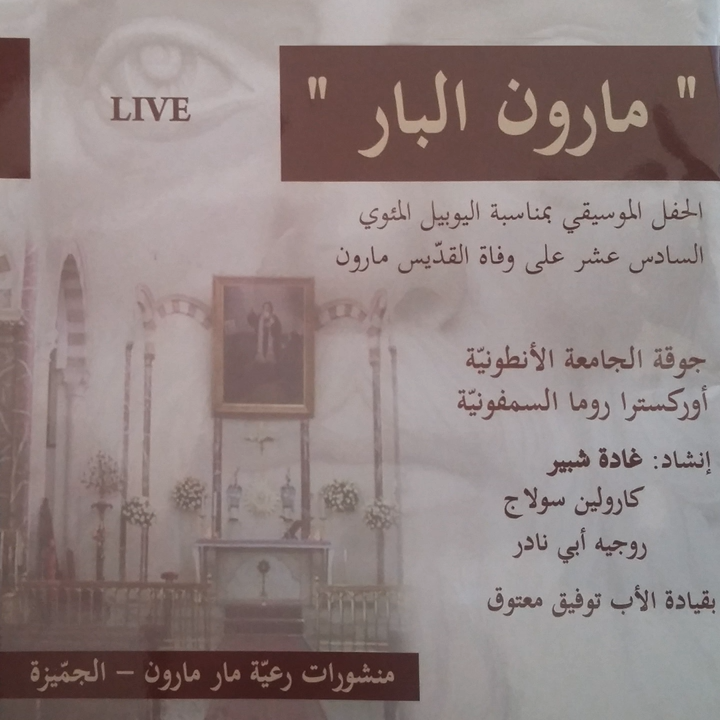 " مارون البار "
LIVE
الحفل الموسيقي بمناسبة اليوبيل المئوي
السادس عشر على وفاة القدّيس مارون
جوقة الجامعة الأنطونيّة
أوركسترا روما السمفونيّة
إنشاد: غادة شبير
كارولين سولاج
روجيه أبي نادر
بقيادة الأب توفيق معتوق
منشورات رعيّة مار مارون – الجمّيزة